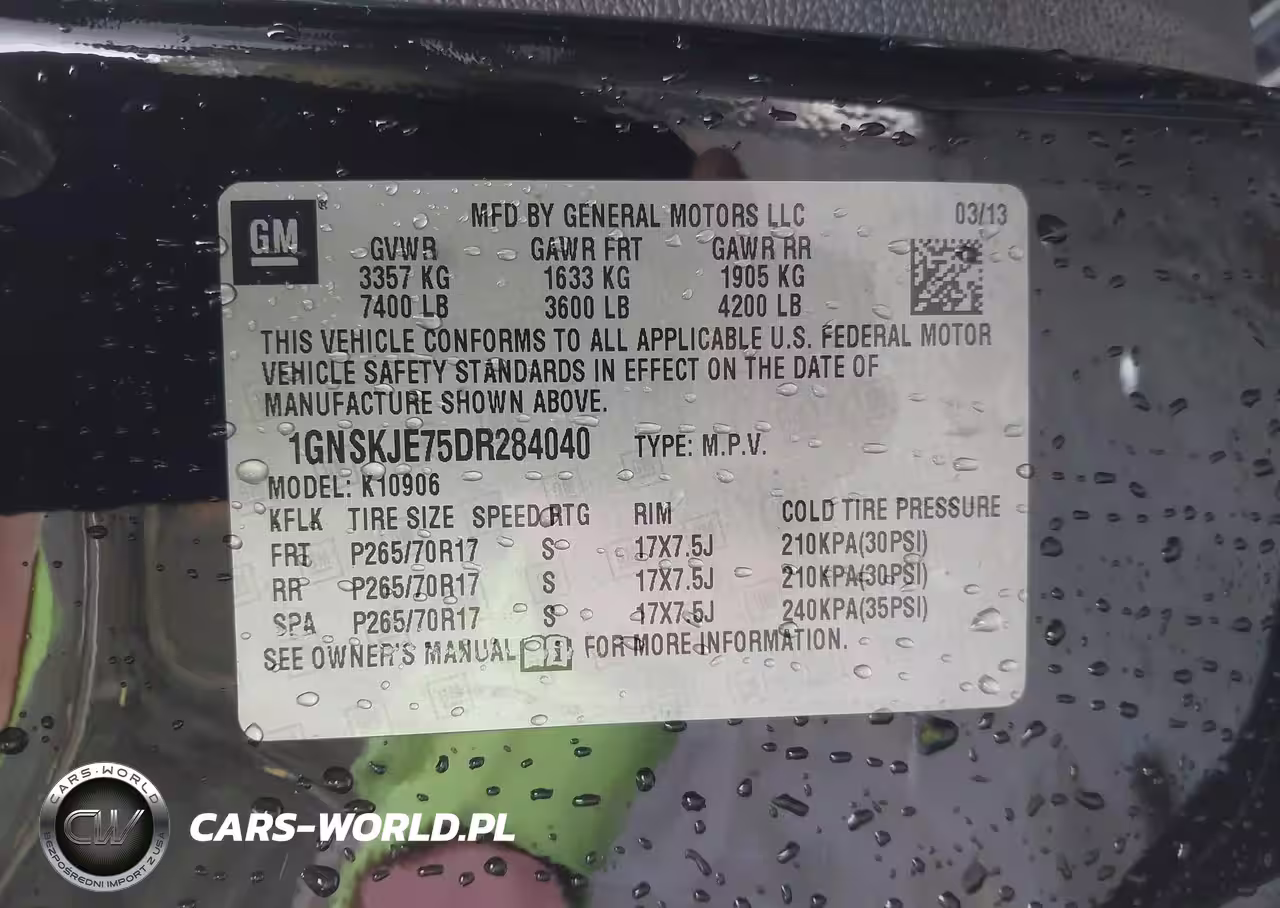 GM
MFD BY GENERAL MOTORS LLC 03/13
GVWR GAWR FRT GAWR RR
3357 KG 1633 KG 1905 KG
7400 LB 3600 LB 4200 LB
THIS VEHICLE CONFORMS TO ALL APPLICABLE U.S. FEDERAL MOTOR
VEHICLE SAFETY STANDARDS IN EFFECT ON THE DATE OF
MANUFACTURE SHOWN ABOVE.
1GNSKJE75DR284040 TYPE: M.P.V.
MODEL: K10906
KFLK TIRE SIZE SPEED RTG RIM COLD TIRE PRESSURE
FRT P265/70R17 S 17X7.5J 210KPA(30PSI)
RR P265/70R17 S 17X7.5J 210KPA(30PSI)
SPA P265/70R17 S 17X7.5J 240KPA(35PSI)
SEE OWNER'S MANUAL FOR MORE INFORMATION.
CARS-WORLD
CW
BEZPOŚREDNI IMPORT Z USA
CARS-WORLD.PL